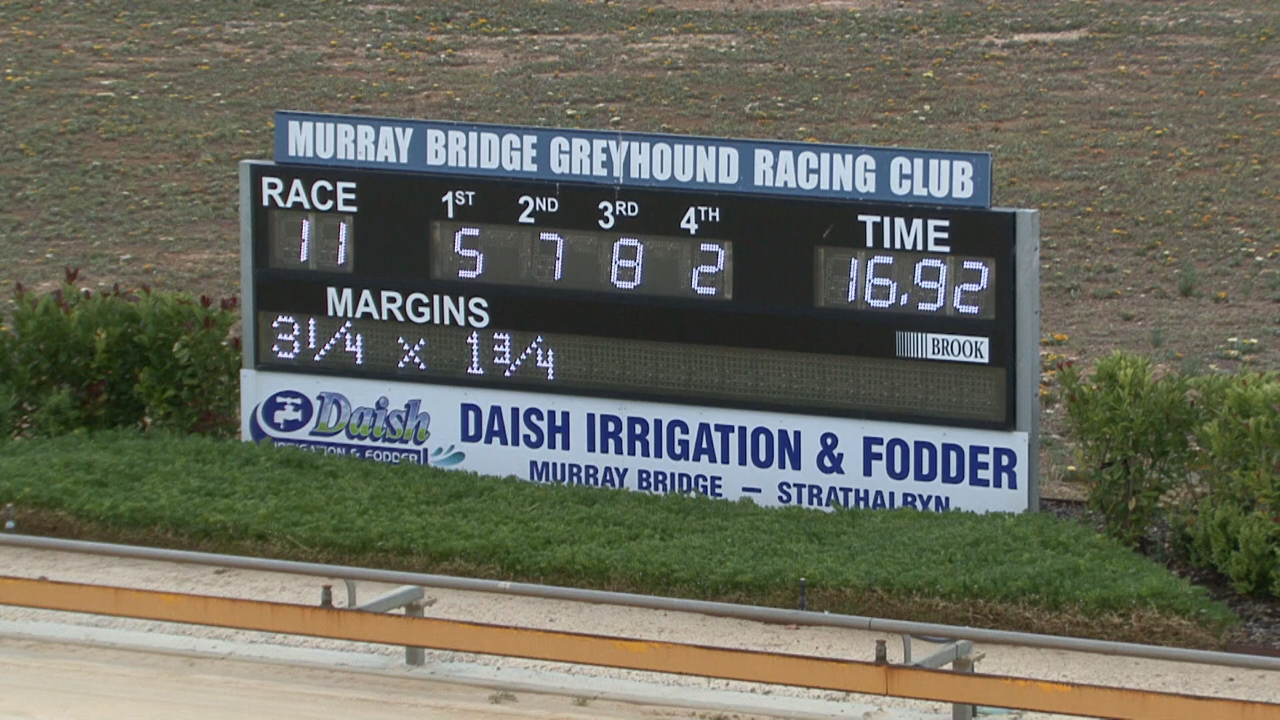 MURRAY BRIDGE GREYHOUND RACING CLUB
RACE 1ST 2ND 3RD 4TH TIME
11 5 7 8 2 16.92
MARGINS
3 1/4 x 1 3/4
BROOK
Daish
IRRIGATION & FODDER
DAISH IRRIGATION & FODDER
MURRAY BRIDGE – STRATHALBYN